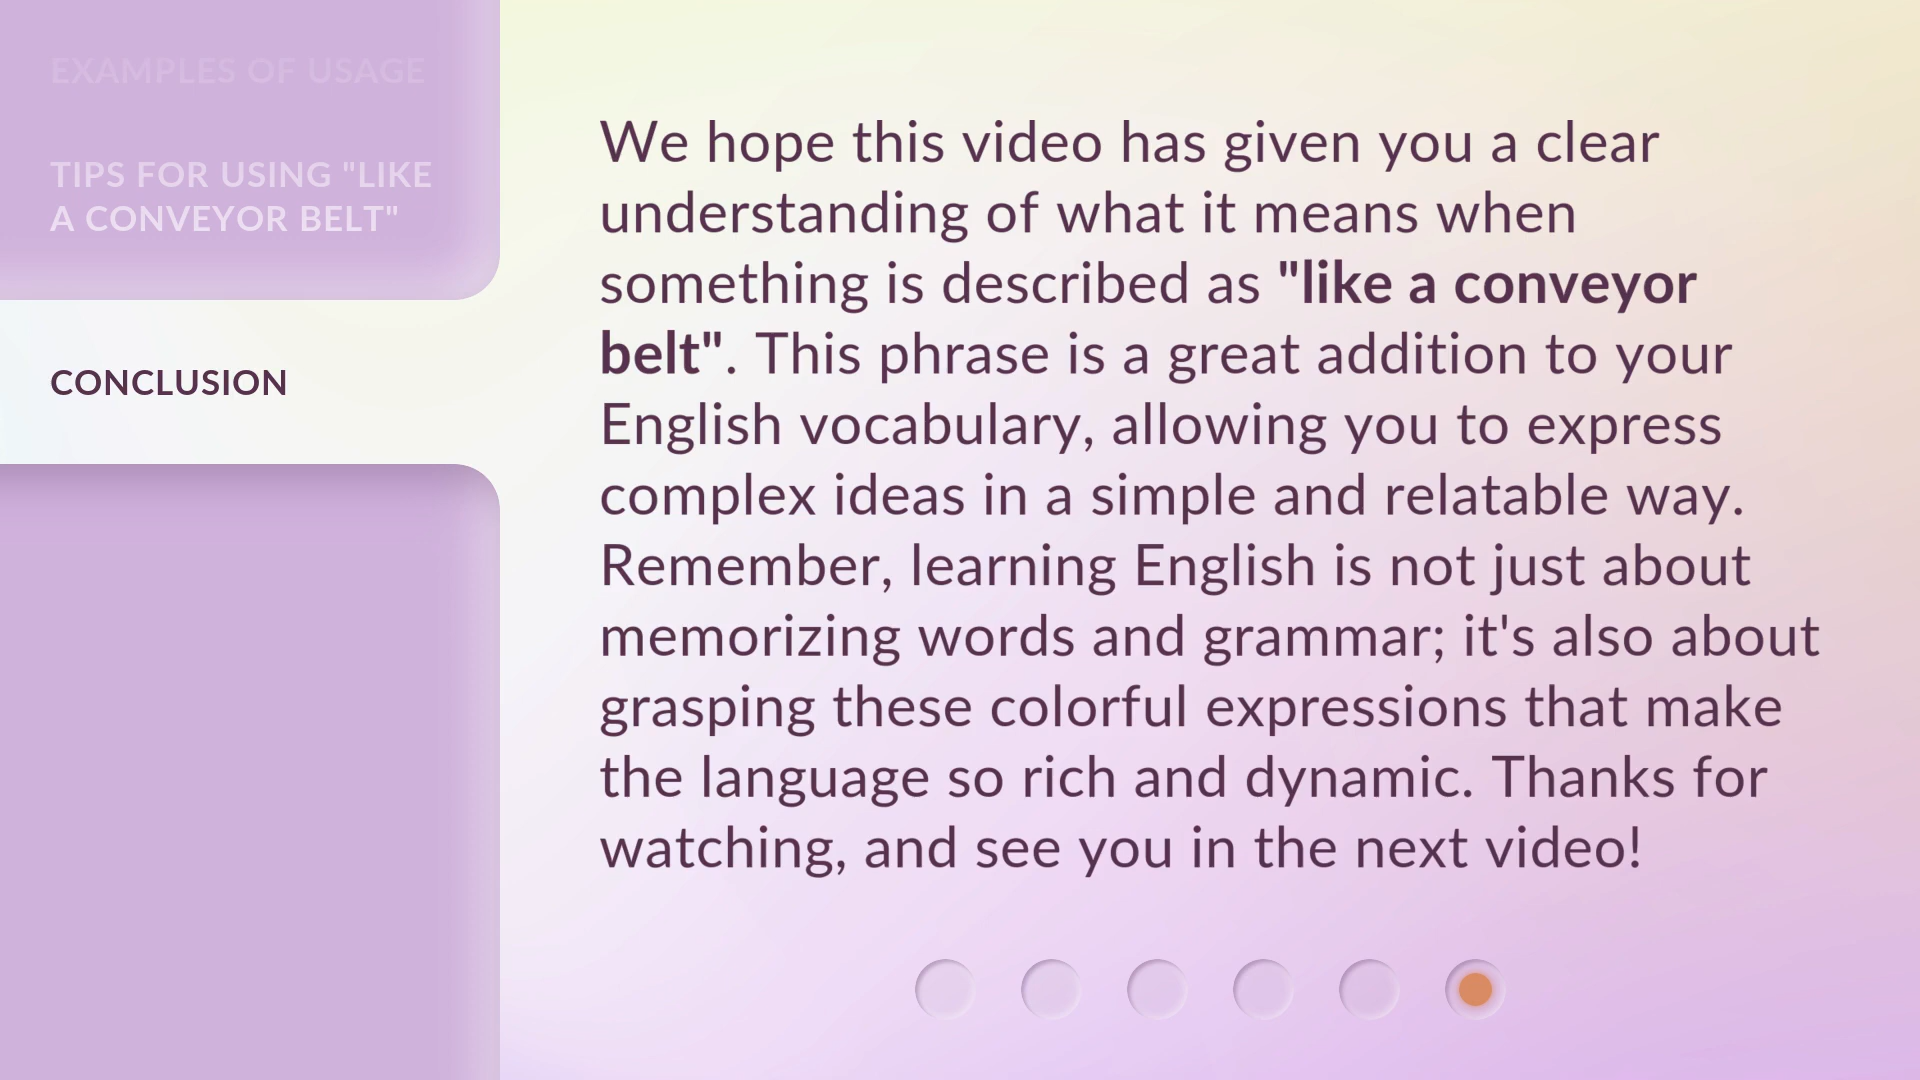 EXAMPLES OF USAGE
TIPS FOR USING "LIKE
A CONVEYOR BELT"
CONCLUSION
We hope this video has given you a clear
understanding of what it means when
something is described as "like a conveyor
belt". This phrase is a great addition to your
English vocabulary, allowing you to express
complex ideas in a simple and relatable way.
Remember, learning English is not just about
memorizing words and grammar; it's also about
grasping these colorful expressions that make
the language so rich and dynamic. Thanks for
watching, and see you in the next video!